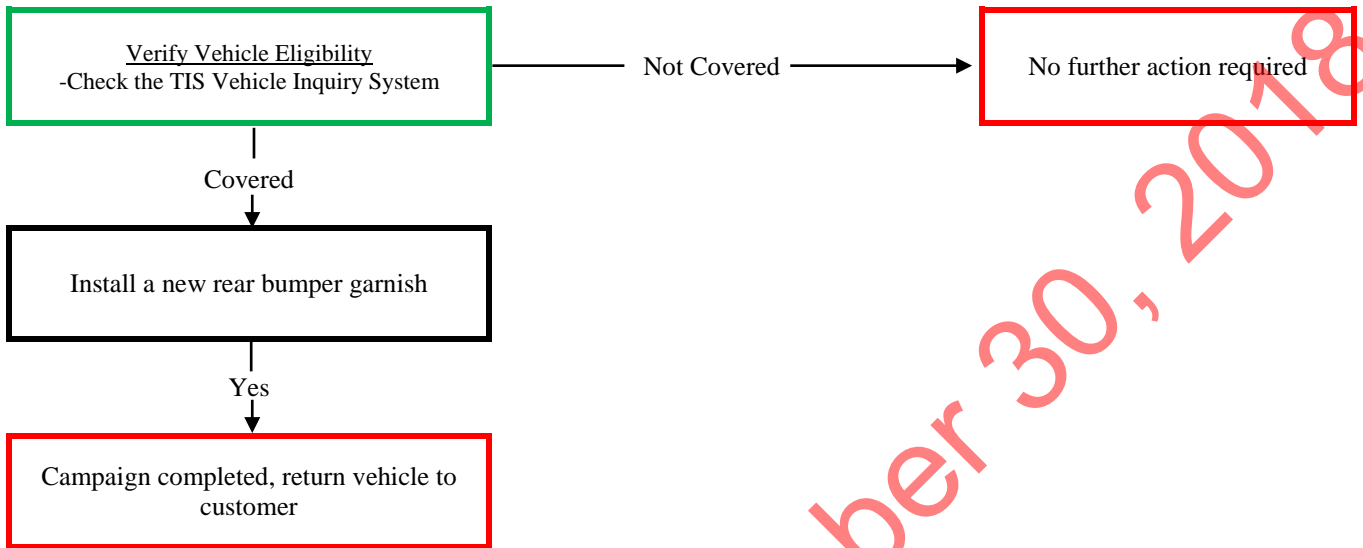 Verify Vehicle Eligibility
-Check the TIS Vehicle Inquiry System
Not Covered
No further action required
Covered
Install a new rear bumper garnish
Yes
Campaign completed, return vehicle to
customer
ber 30, 2018